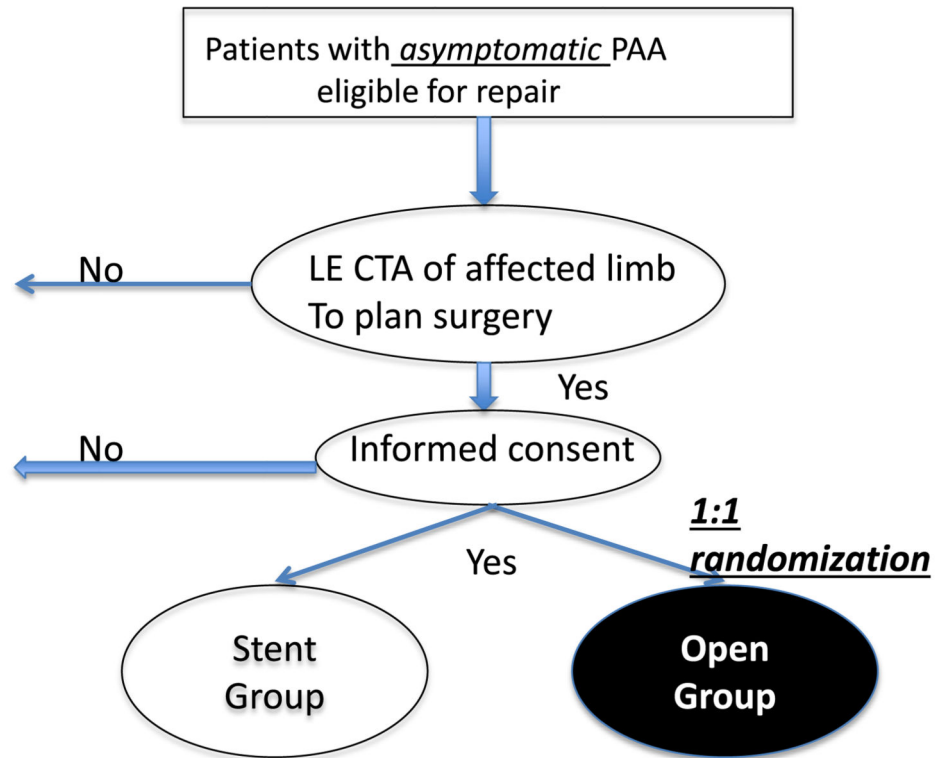 Patients with asymptomatic PAA
eligible for repair
No
LE CTA of affected limb
To plan surgery
Yes
No
Informed consent
1:1
randomization
Yes
Stent
Group
Open
Group